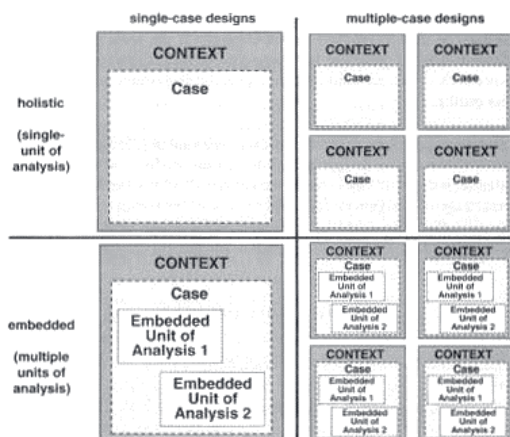 single-case designs
multiple-case designs
holistic
(single-
unit of
analysis)
CONTEXT
Case
CONTEXT
Case
CONTEXT
Case
CONTEXT
Case
CONTEXT
Case
embedded
(multiple
units of
analysis)
CONTEXT
Case
Embedded
Unit of
Analysis 1
Embedded
Unit of
Analysis 2
CONTEXT
Case
Embedded
Unit of
Analysis 1
Embedded
Unit of
Analysis 2
CONTEXT
Case
Embedded
Unit of
Analysis 1
Embedded
Unit of
Analysis 2
CONTEXT
Case
Embedded
Unit of
Analysis 1
Embedded
Unit of
Analysis 2
CONTEXT
Case
Embedded
Unit of
Analysis 1
Embedded
Unit of
Analysis 2